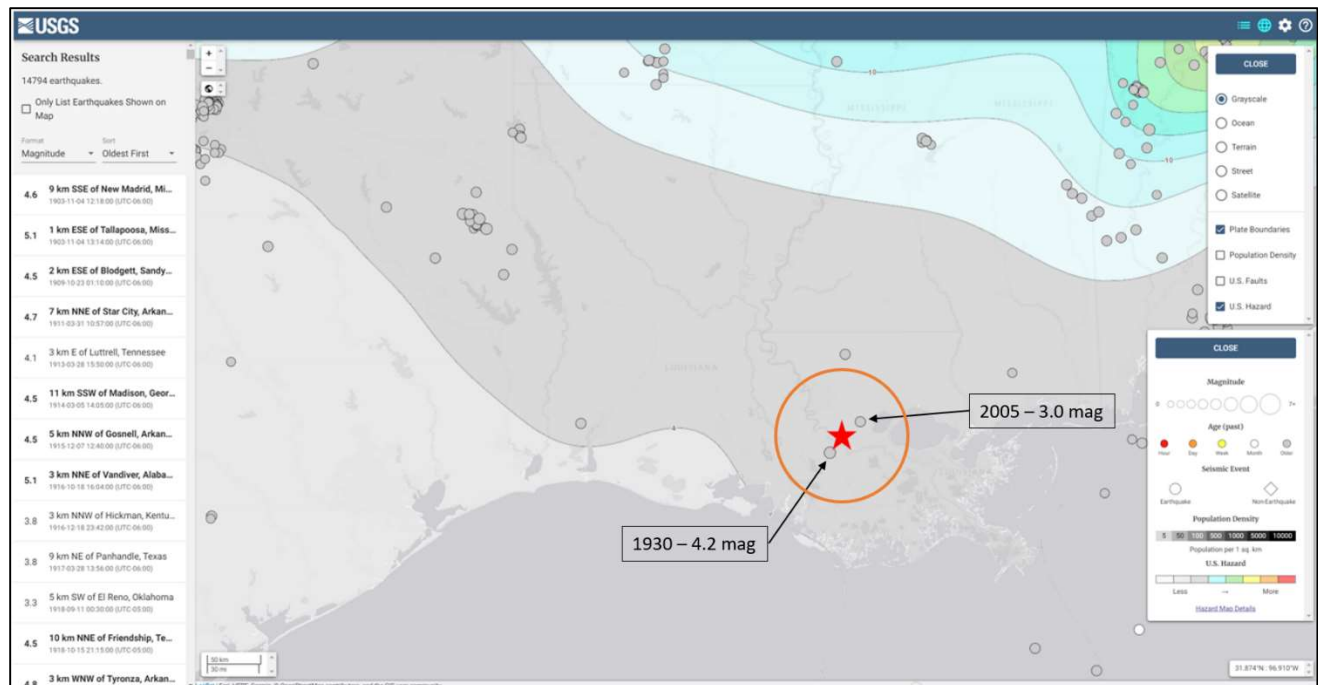 USGS
Search Results
14794 earthquakes.
Only List Earthquakes Shown on
Map
Format
Sort
Magnitude
Oldest First
4.6
9 km SSE of New Madrid, Mi...
1903-11-04 12:18:00 (UTC-06:00)
5.1
1 km ESE of Tallapoosa, Miss...
1903-11-04 13:14:00 (UTC-06:00)
4.5
2 km ESE of Blodgett, Sandy...
1909-10-23 01:10:00 (UTC-06:00)
4.7
7 km NNE of Star City, Arkan...
1911-03-31 10:57:00 (UTC-06:00)
4.1
3 km E of Luttrell, Tennessee
1913-03-28 15:50:00 (UTC-06:00)
4.5
11 km SSW of Madison, Geor...
1914-03-05 14:05:00 (UTC-06:00)
4.5
5 km NNW of Gosnell, Arkan...
1915-12-07 12:40:00 (UTC-06:00)
5.1
3 km NNE of Vandiver, Alaba...
1916-10-18 16:04:00 (UTC-06:00)
3.8
3 km NNW of Hickman, Kentu...
1916-12-18 23:42:00 (UTC-06:00)
3.8
9 km NE of Panhandle, Texas
1917-03-28 13:56:00 (UTC-06:00)
3.3
5 km SW of El Reno, Oklahoma
1918-09-11 00:30:00 (UTC-05:00)
4.5
10 km NNE of Friendship, Te...
1918-10-15 21:15:00 (UTC-05:00)
4.8
3 km WNW of Tyronza, Arkan...
+
−
10
MISSISSIPPI
MISSISSIPPI
10
LOUISIANA
4
2005 – 3.0 mag
1930 – 4.2 mag
50 km
30 mi
CLOSE
Grayscale
Ocean
Terrain
Street
Satellite
Plate Boundaries
Population Density
U.S. Faults
U.S. Hazard
CLOSE
Magnitude
0
7+
Age (past)
Hour
Day
Week
Month
Older
Seismic Event
Earthquake
Non-Earthquake
Population Density
5 50 100 500 1000 5000 10000
Population per 1 sq. km
U.S. Hazard
Less → More
Hazard Map Details
31.874°N : 96.910°W